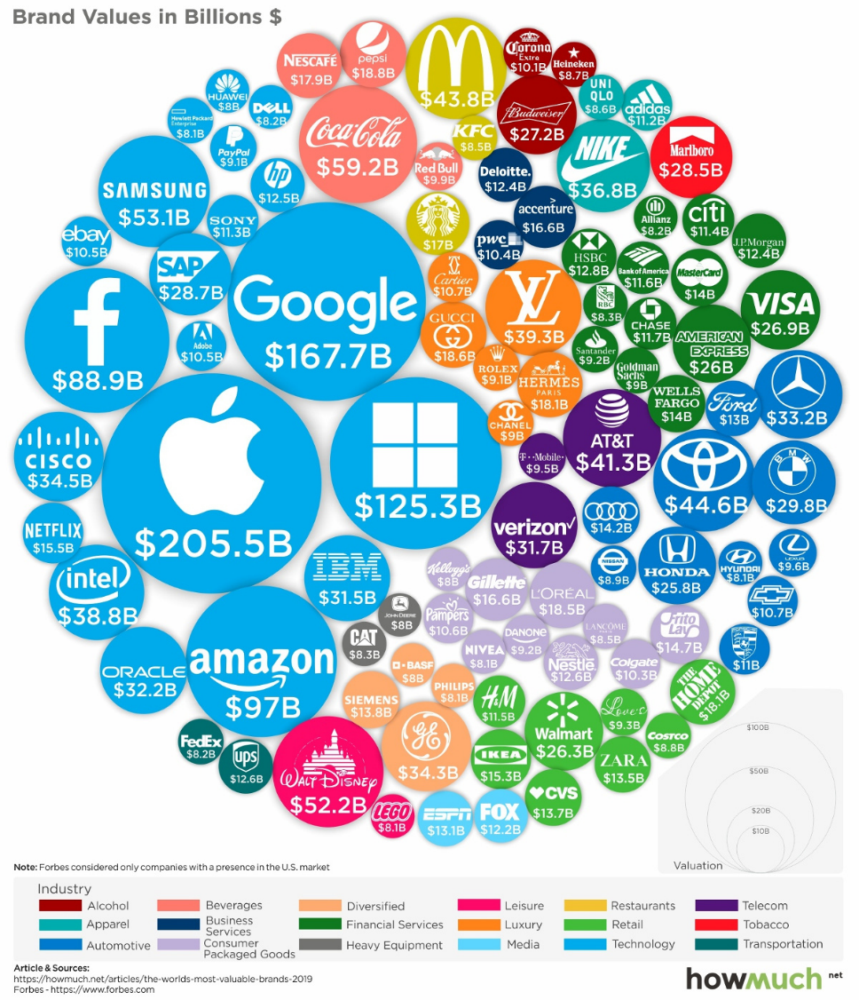 Brand Values in Billions $
NESCAFÉ
$17.9B
pepsi
$18.8B
$43.8B
Corona
Extra
$10.1B
Heineken
$8.7B
HUAWEI
$8B
DELL
$8.2B
Hewlett Packard
Enterprise
$8.1B
PayPal
$9.1B
hp
$12.5B
Coca-Cola
$59.2B
KFC
$8.5B
Budweiser
$27.2B
UNI
QLO
$8.6B
adidas
$11.2B
Red Bull
$9.9B
Deloitte.
$12.4B
NIKE
$36.8B
Marlboro
$28.5B
SAMSUNG
$53.1B
SONY
$11.3B
$17B
accenture
$16.6B
pwc
$10.4B
Allianz
$8.2B
citi
$11.4B
J.P.Morgan
$12.4B
ebay
$10.5B
SAP
$28.7B
Google
$167.7B
Cartier
$10.7B
LV
$39.3B
HSBC
$12.8B
Bank of America
$11.6B
MasterCard
$14B
RBC
$8.3B
CHASE
$11.7B
VISA
$26.9B
f
$88.9B
Adobe
$10.5B
GUCCI
$18.6B
ROLEX
$9.1B
HERMÈS
PARIS
$18.1B
Santander
$9.2B
Goldman
Sachs
$9B
AMERICAN
EXPRESS
$26B
WELLS
FARGO
$14B
Ford
$13B
$33.2B
CISCO
$34.5B
$205.5B
$125.3B
CHANEL
$9B
T··Mobile·
$9.5B
AT&T
$41.3B
$44.6B
BMW
$29.8B
NETFLIX
$15.5B
verizon
$31.7B
$14.2B
NISSAN
$8.9B
HONDA
$25.8B
HYUNDAI
$8.1B
LEXUS
$9.6B
intel
$38.8B
IBM
$31.5B
Kellogg's
$8B
Gillette
$16.6B
L'ORÉAL
$18.5B
$10.7B
JOHN DEERE
$8B
Pampers
$10.6B
LANCÔME
PARIS
$8.5B
Frito
Lay
$14.7B
PORSCHE
$11B
ORACLE
$32.2B
amazon
$97B
CAT
$8.3B
BASF
$8B
NIVEA
$8.1B
DANONE
$9.2B
Nestlé
$12.6B
Colgate
$10.3B
SIEMENS
$13.8B
PHILIPS
$8.1B
H&M
$11.5B
Walmart
$26.3B
Lowe's
$9.3B
THE
HOME
DEPOT
$18.1B
FedEx
$8.2B
ups
$12.6B
WALT DISNEY
$52.2B
GE
$34.3B
IKEA
$15.3B
ZARA
$13.5B
COSTCO
$8.8B
LEGO
$8.1B
ESPN
$13.1B
FOX
$12.2B
CVS
$13.7B
$100B
$50B
$20B
$10B
Valuation
Note: Forbes considered only companies with a presence in the U.S. market
Industry
Alcohol
Beverages
Diversified
Leisure
Restaurants
Telecom
Apparel
Business
Services
Financial Services
Luxury
Retail
Tobacco
Automotive
Consumer
Packaged Goods
Heavy Equipment
Media
Technology
Transportation
Article & Sources:
https://howmuch.net/articles/the-worlds-most-valuable-brands-2019
Forbes - https://www.forbes.com
howmuch.net